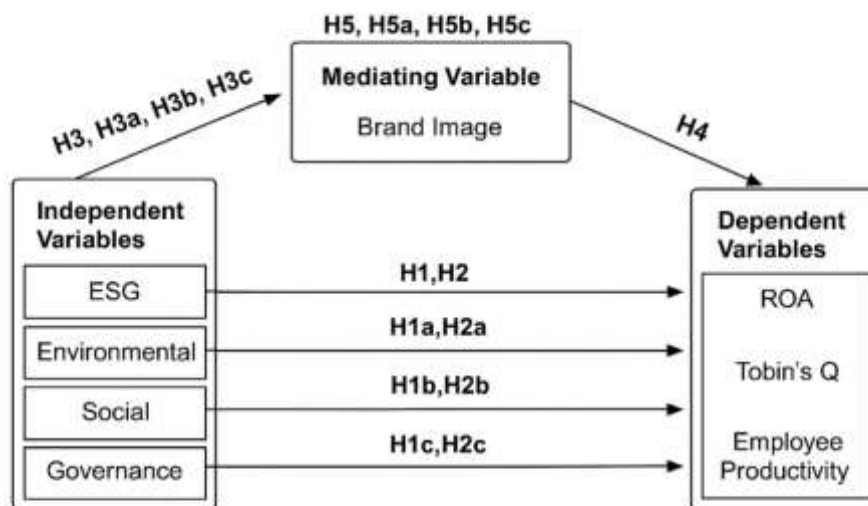 H5, H5a, H5b, H5c
Mediating Variable
Brand Image
H3, H3a, H3b, H3c
H4
Independent
Variables
ESG
Environmental
Social
Governance
H1,H2
H1a,H2a
H1b,H2b
H1c,H2c
Dependent
Variables
ROA
Tobin’s Q
Employee
Productivity